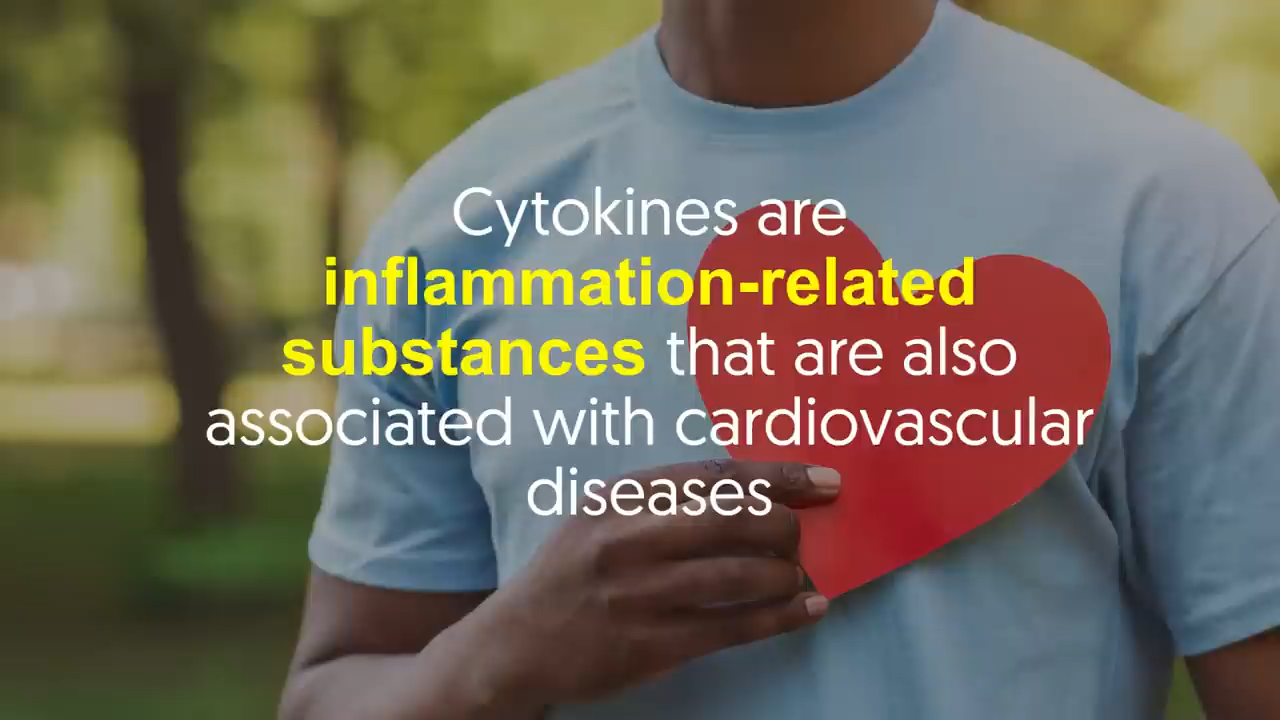 Cytokines are
inflammation-related
substances that are also
associated with cardiovascular
diseases